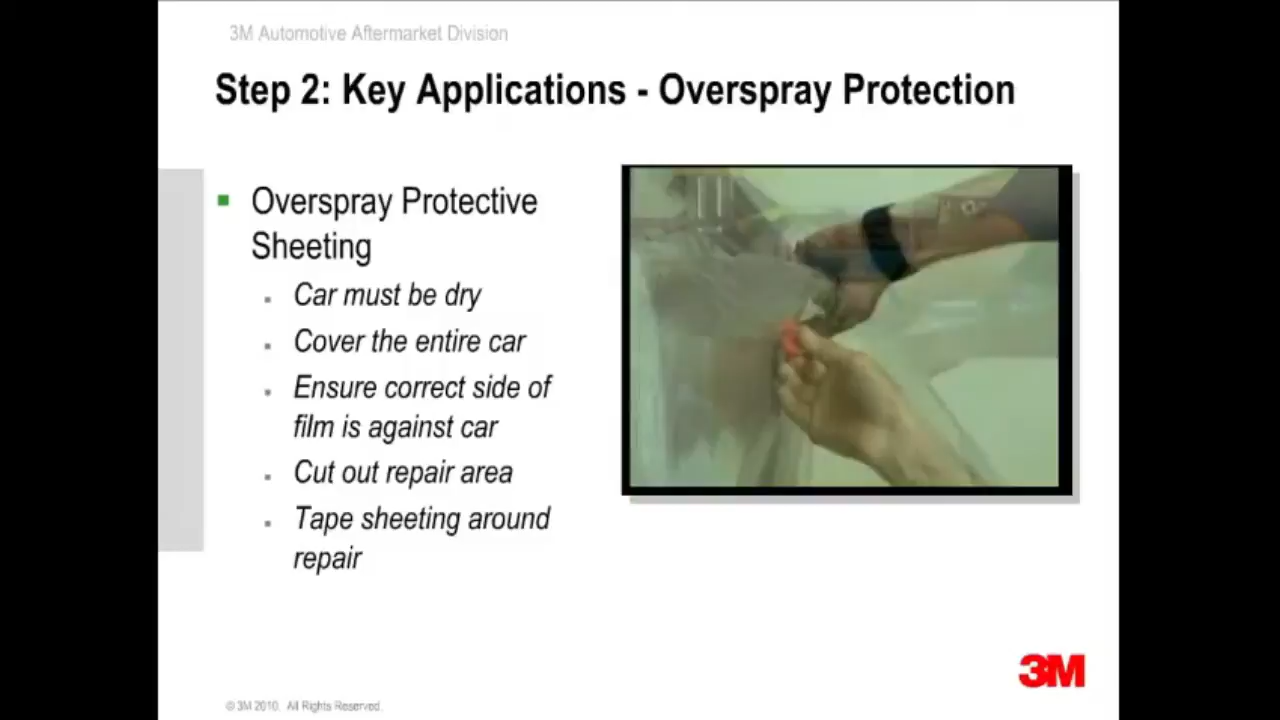 3M Automotive Aftermarket Division
Step 2: Key Applications - Overspray Protection
Overspray Protective
Sheeting
Car must be dry
Cover the entire car
Ensure correct side of
film is against car
Cut out repair area
Tape sheeting around
repair
3M
© 3M 2010. All Rights Reserved.